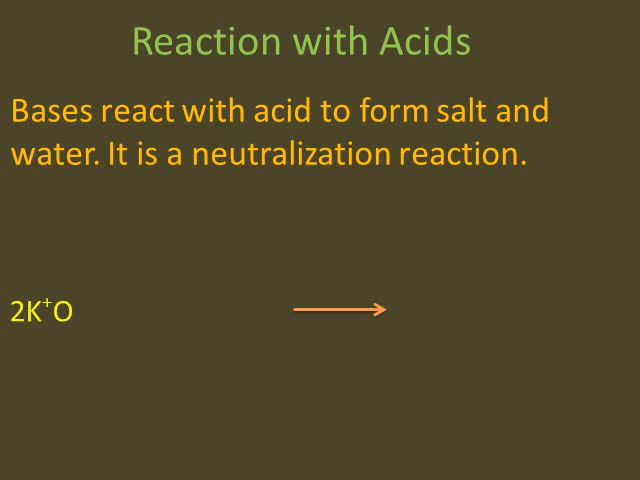 Reaction with Acids
Bases react with acid to form salt and
water. It is a neutralization reaction.
2K⁺O